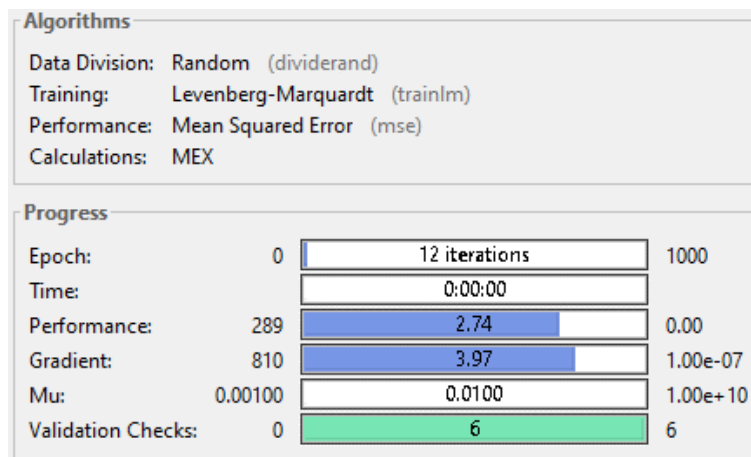 Algorithms
Data Division: Random (dividerand)
Training: Levenberg-Marquardt (trainlm)
Performance: Mean Squared Error (mse)
Calculations: MEX
Progress
Epoch: 0 12 iterations 1000
Time: 0:00:00
Performance: 289 2.74 0.00
Gradient: 810 3.97 1.00e-07
Mu: 0.00100 0.0100 1.00e+10
Validation Checks: 0 6 6